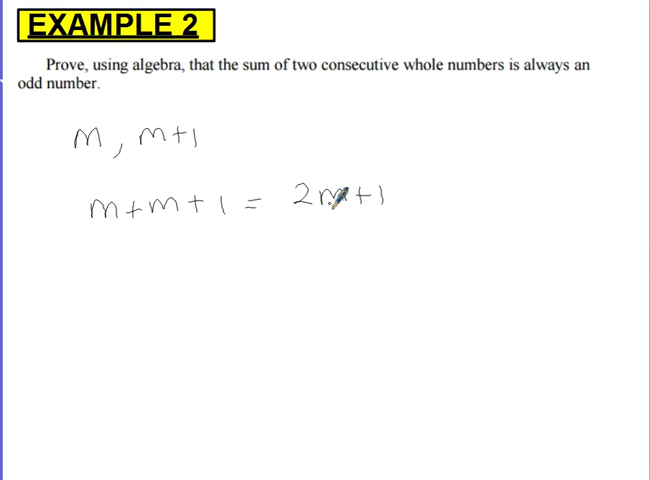 EXAMPLE 2
Prove, using algebra, that the sum of two consecutive whole numbers is always an
odd number.
m, m+1
m+m+1 = 2m+1